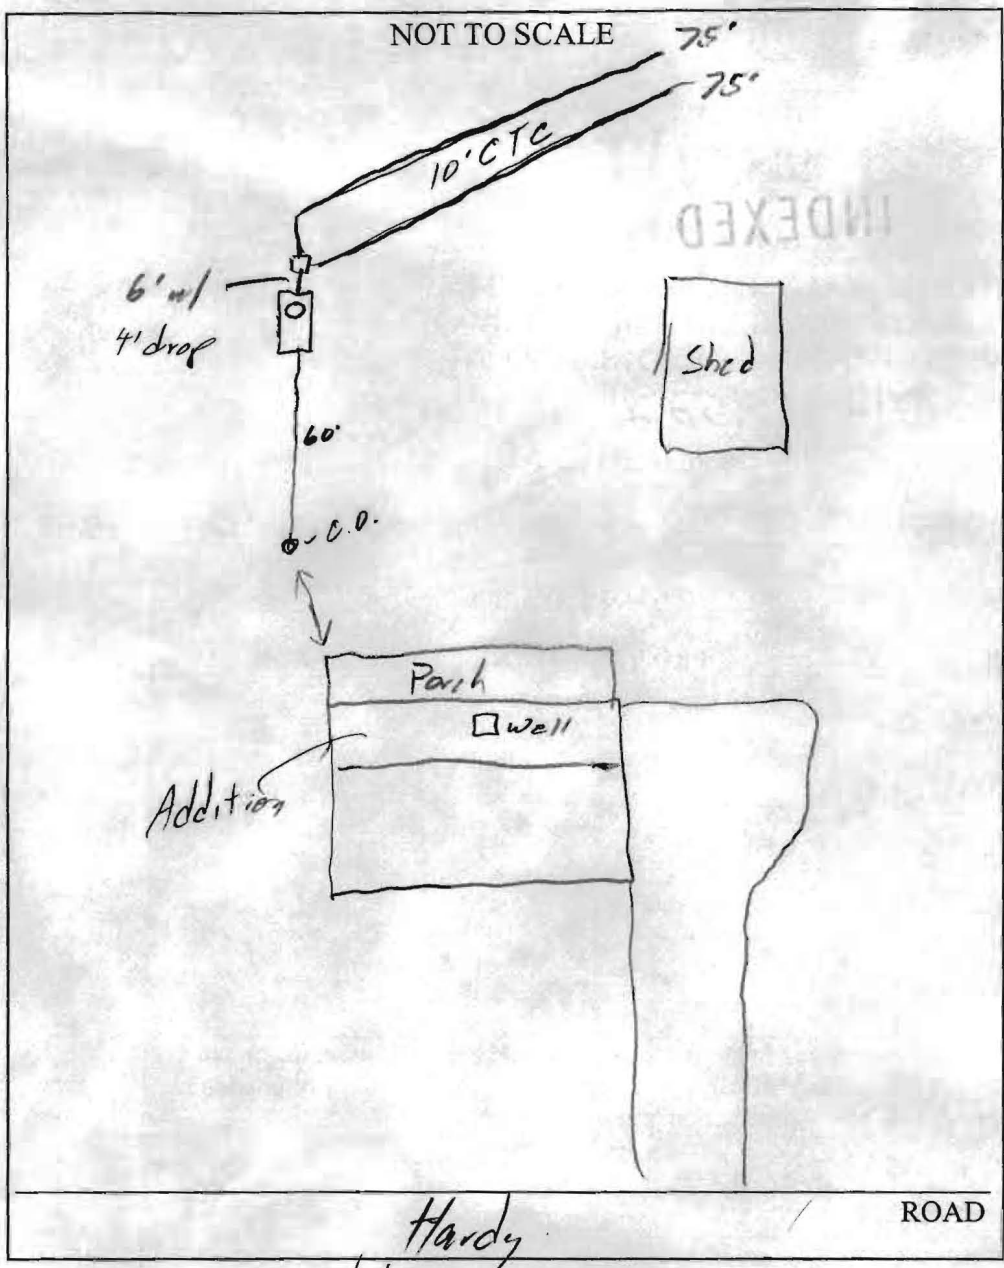 NOT TO SCALE
75'
75'
10' CTC
INDEXED
6' w/
4' drop
Shed
60'
C.O.
Porch
Well
Addition
ROAD
Hardy